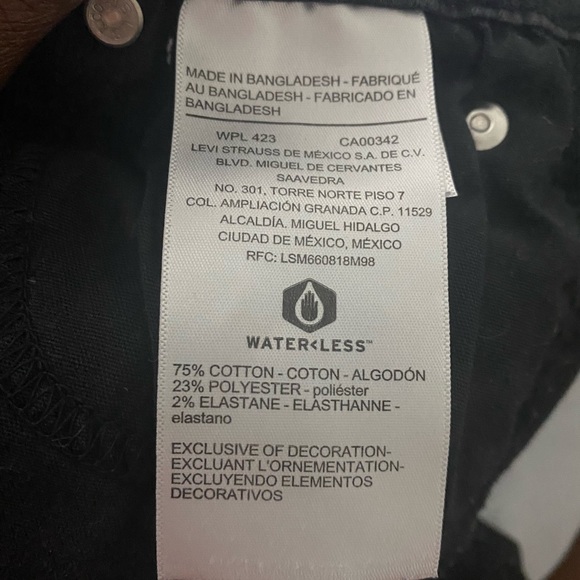 MADE IN BANGLADESH - FABRIQUÉ
AU BANGLADESH - FABRICADO EN
BANGLADESH
WPL 423 CA00342
LEVI STRAUSS DE MÉXICO S.A. DE C.V.
BLVD. MIGUEL DE CERVANTES
SAAVEDRA
NO. 301, TORRE NORTE PISO 7
COL. AMPLIACIÓN GRANADA C.P. 11529
ALCALDÍA. MIGUEL HIDALGO
CIUDAD DE MÉXICO, MÉXICO
RFC: LSM660818M98
WATER<LESS™
75% COTTON - COTON - ALGODÓN
23% POLYESTER - poliéster
2% ELASTANE - ELASTHANNE -
elastano
EXCLUSIVE OF DECORATION-
EXCLUANT L'ORNEMENTATION-
EXCLUYENDO ELEMENTOS
DECORATIVOS